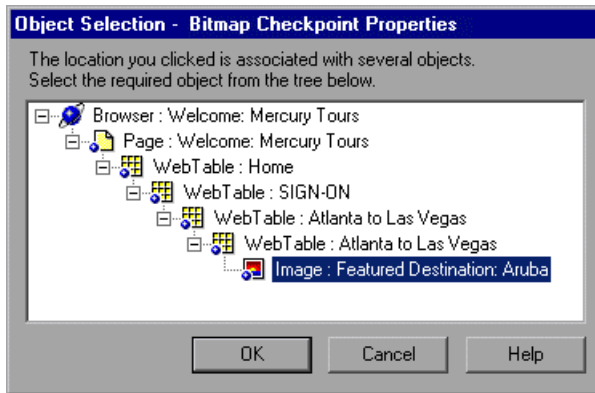 Object Selection - Bitmap Checkpoint Properties
The location you clicked is associated with several objects.
Select the required object from the tree below.
Browser : Welcome: Mercury Tours
Page : Welcome: Mercury Tours
WebTable : Home
WebTable : SIGN-ON
WebTable : Atlanta to Las Vegas
WebTable : Atlanta to Las Vegas
Image : Featured Destination: Aruba
OK Cancel Help